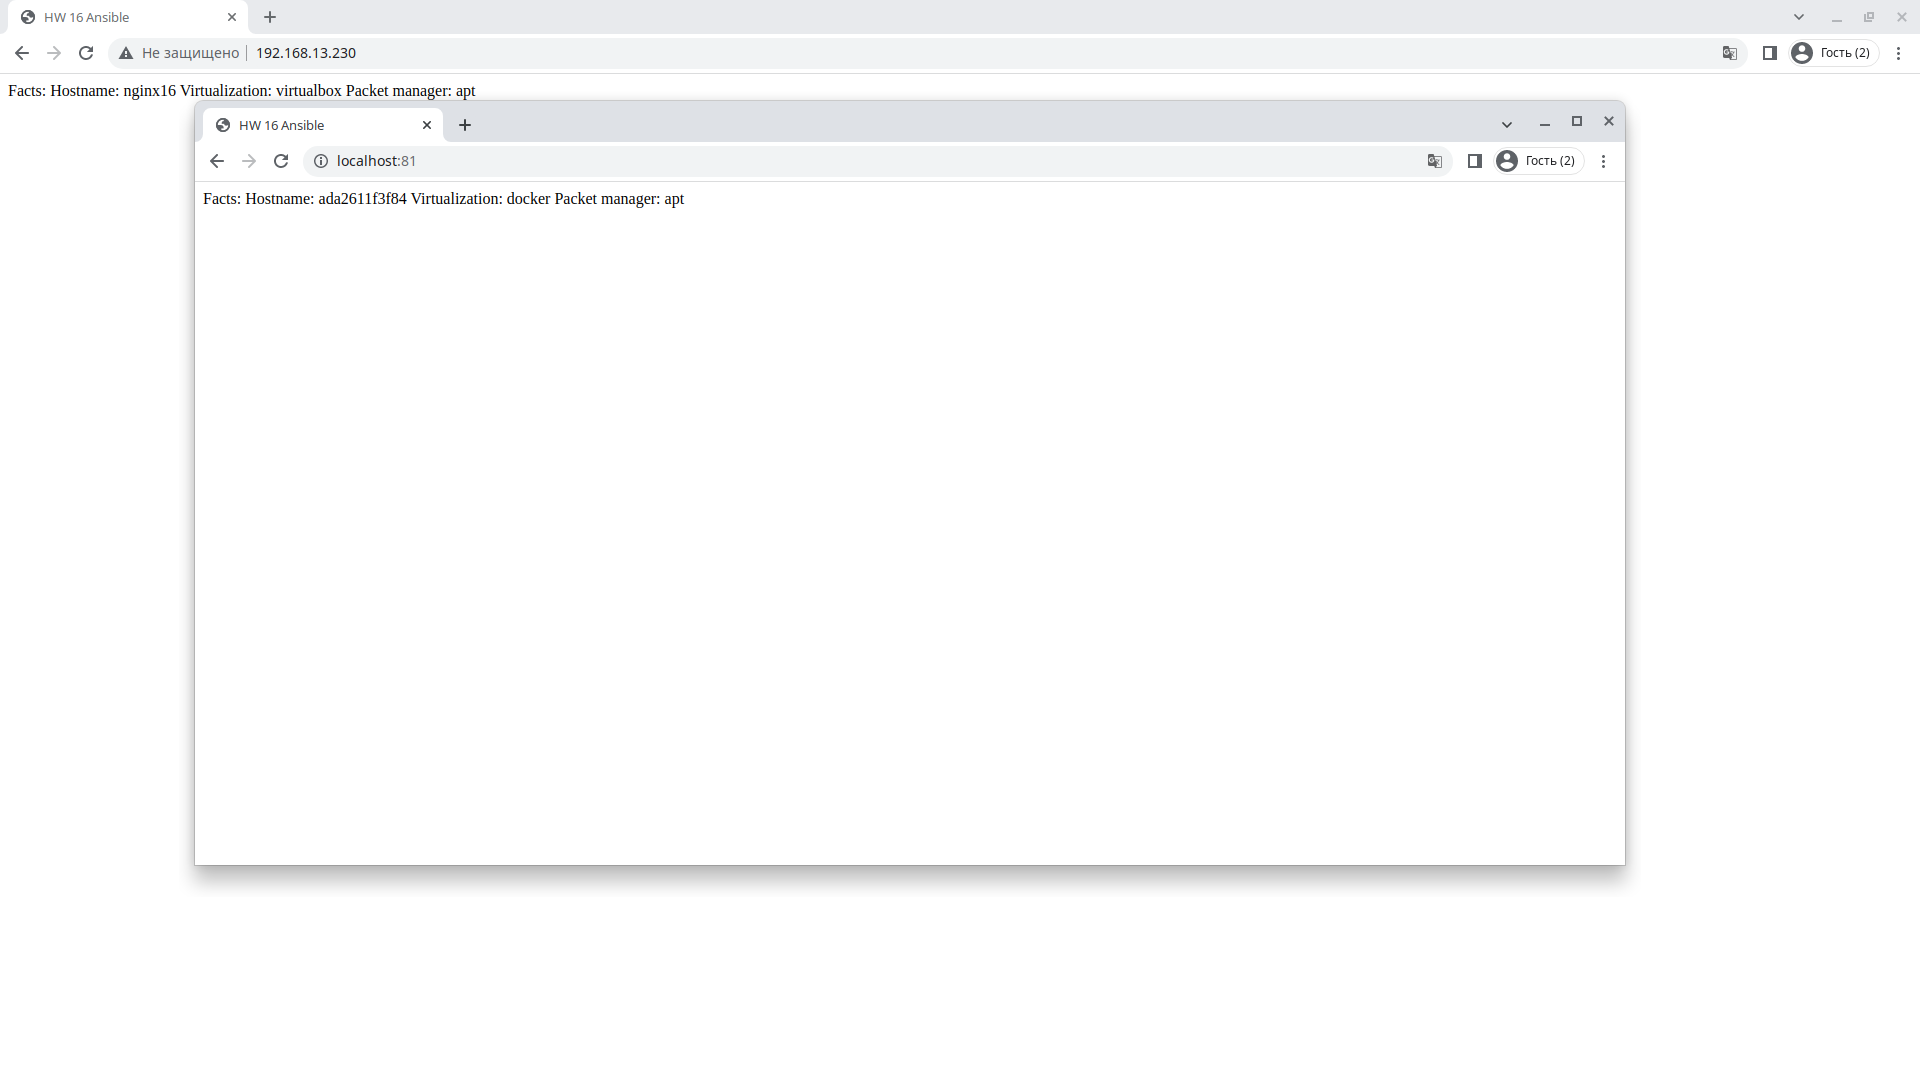 HW 16 Ansible
Не защищено 192.168.13.230 Гость (2)
Facts: Hostname: nginx16 Virtualization: virtualbox Packet manager: apt
HW 16 Ansible
localhost:81 Гость (2)
Facts: Hostname: ada2611f3f84 Virtualization: docker Packet manager: apt